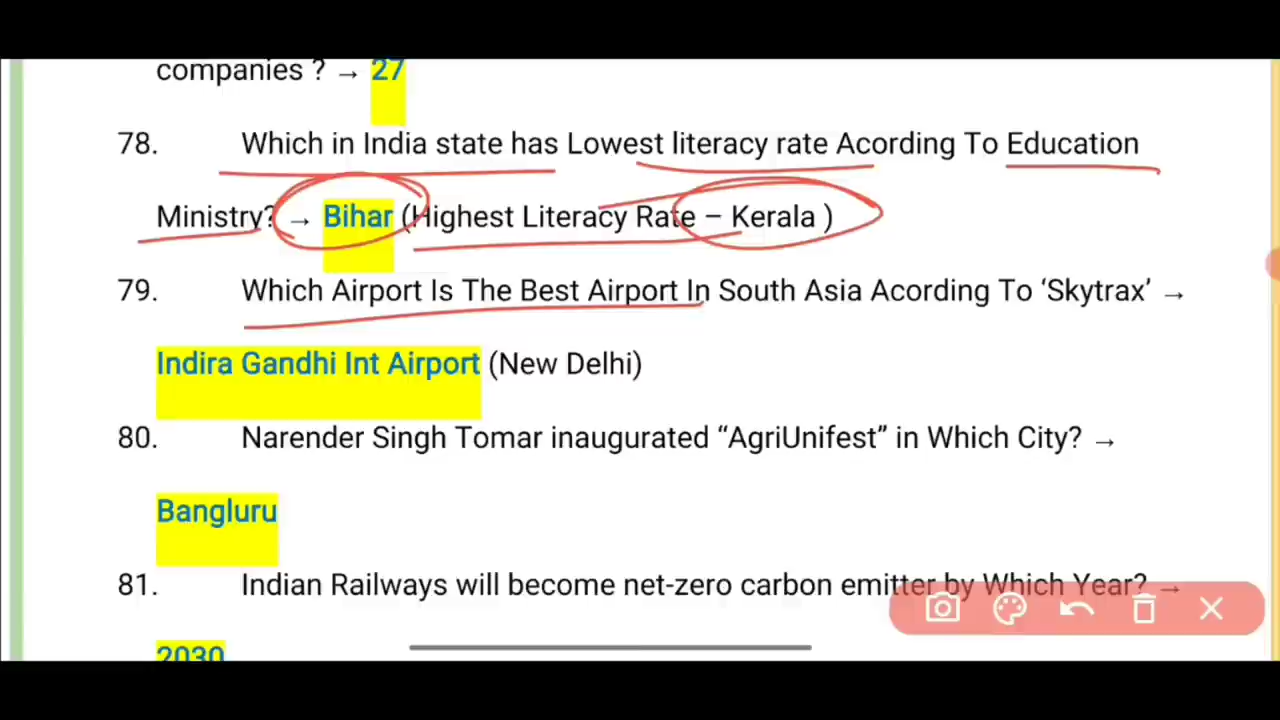 companies ? → 27
78. Which in India state has Lowest literacy rate Acording To Education
Ministry? → Bihar (Highest Literacy Rate – Kerala )
79. Which Airport Is The Best Airport In South Asia Acording To ‘Skytrax’ →
Indira Gandhi Int Airport (New Delhi)
80. Narender Singh Tomar inaugurated “AgriUnifest” in Which City? →
Bangluru
81. Indian Railways will become net-zero carbon emitter by Which Year? →
2030